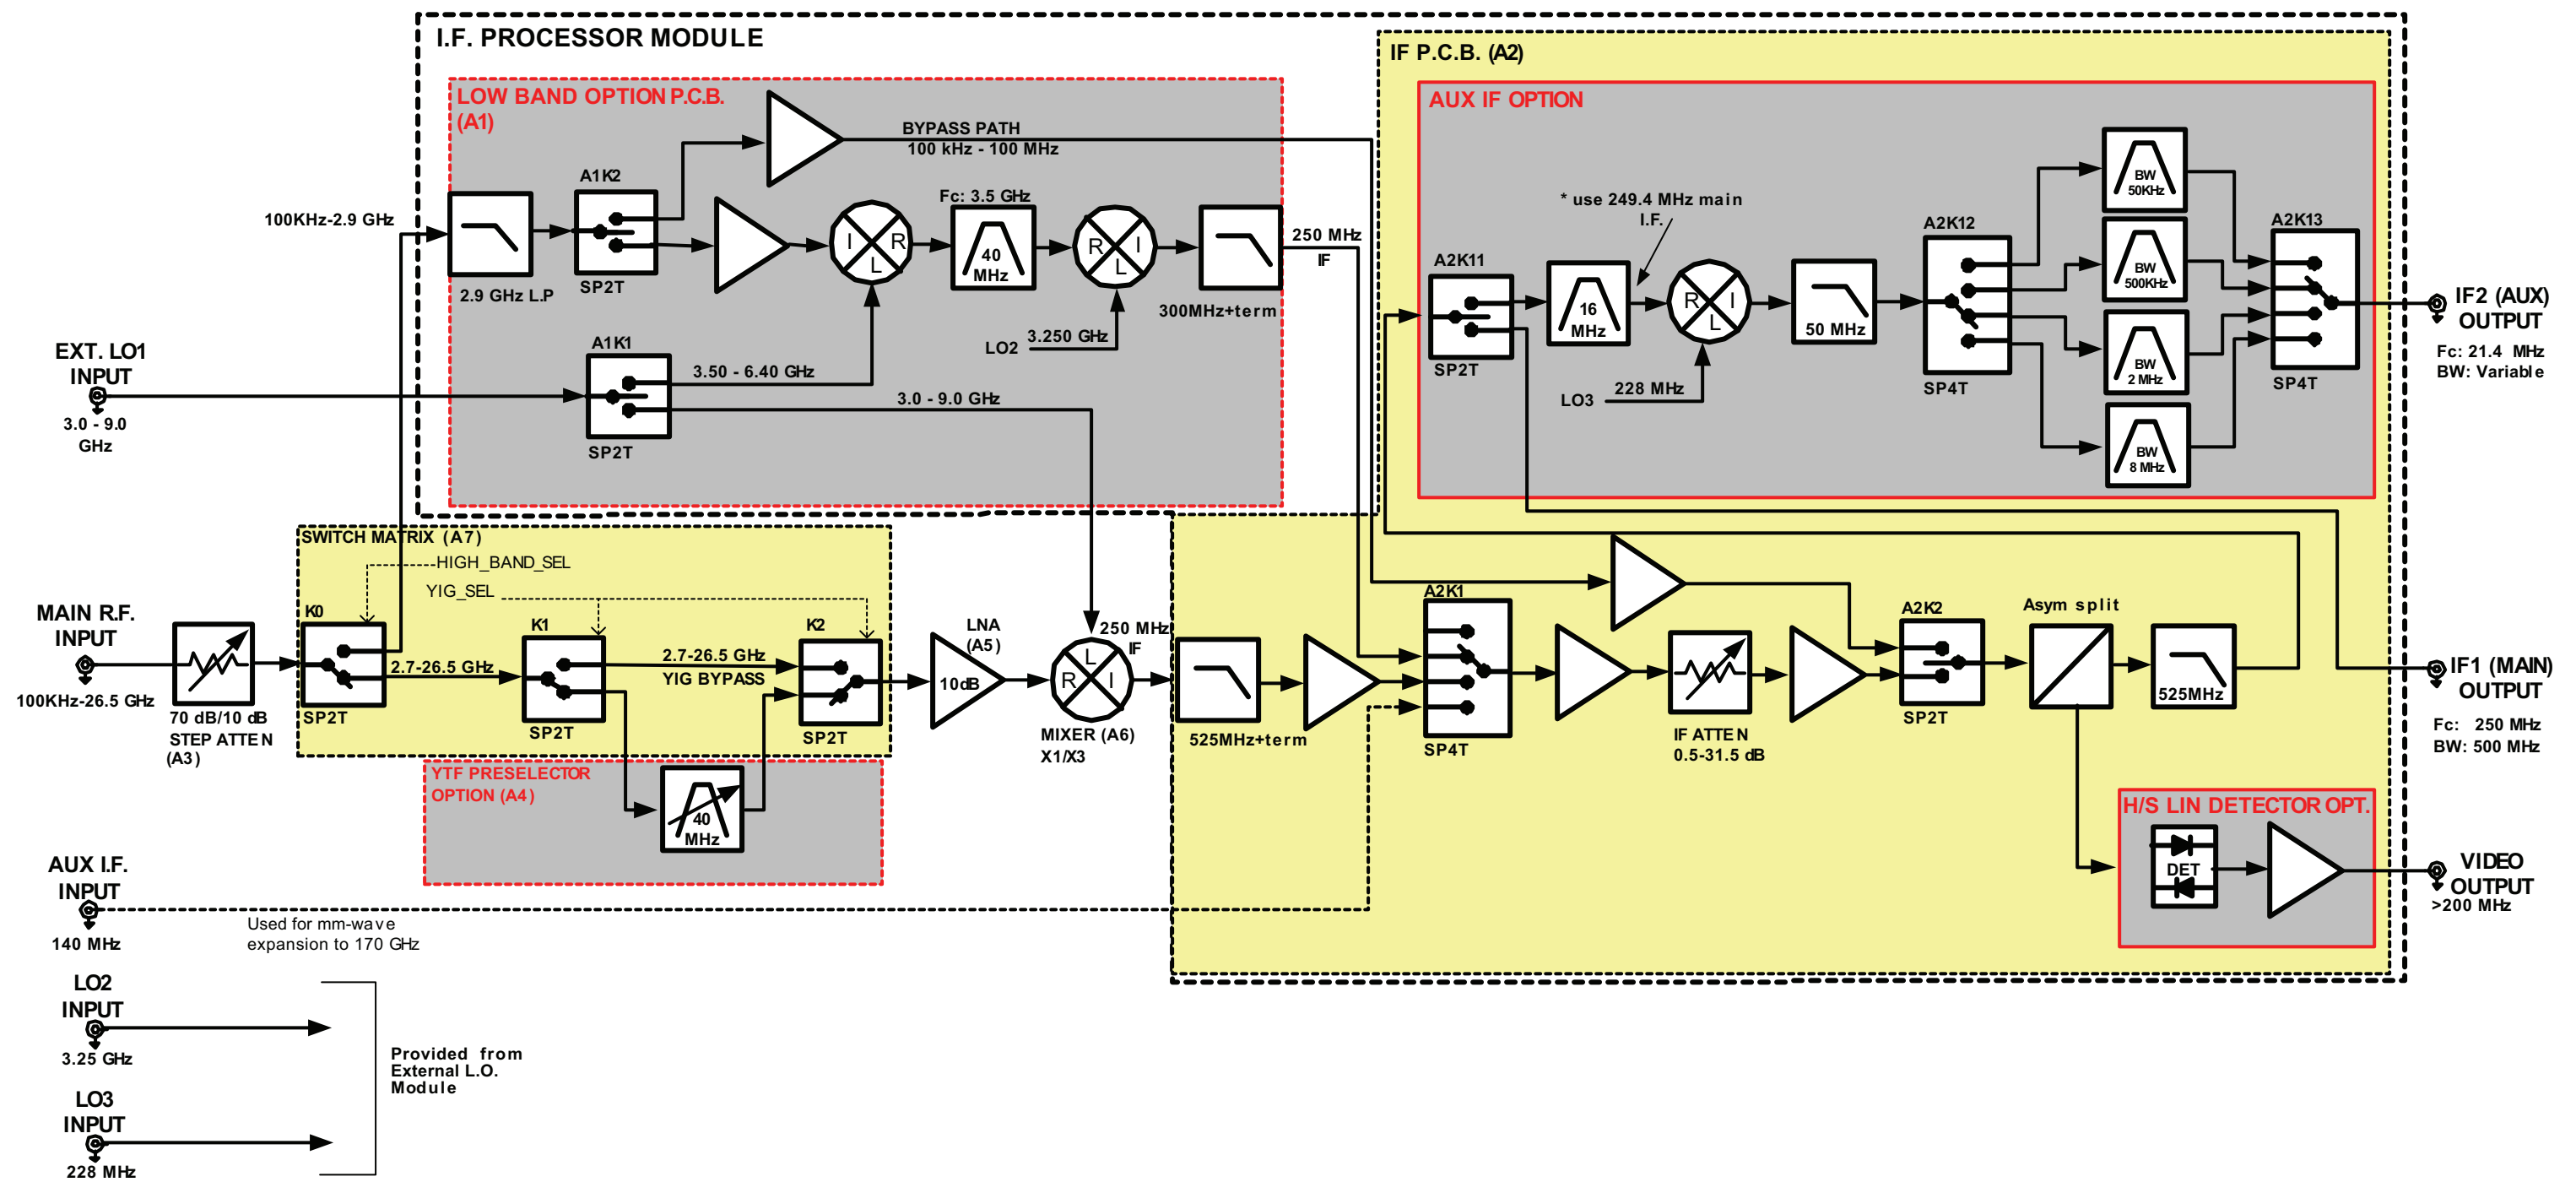 I.F. PROCESSOR MODULE
IF P.C.B. (A2)
LOW BAND OPTION P.C.B.
(A1)
AUX IF OPTION
BYPASS PATH
100 kHz - 100 MHz
A1K2
SP2T
100KHz-2.9 GHz
2.9 GHz L.P
I
R
L
Fc: 3.5 GHz
40
MHz
R
I
L
LO2
3.250 GHz
300MHz+term
250 MHz
IF
A1K1
SP2T
3.50 - 6.40 GHz
3.0 - 9.0 GHz
EXT. LO1
INPUT
3.0 - 9.0
GHz
* use 249.4 MHz main
I.F.
A2K11
SP2T
16
MHz
R
I
L
LO3
228 MHz
50 MHz
A2K12
SP4T
BW
50KHz
BW
500KHz
BW
2 MHz
BW
8 MHz
A2K13
SP4T
IF2 (AUX)
OUTPUT
Fc: 21.4 MHz
BW: Variable
SWITCH MATRIX (A7)
HIGH_BAND_SEL
YIG_SEL
MAIN R.F.
INPUT
100KHz-26.5 GHz
70 dB/10 dB
STEP ATTEN
(A3)
K0
SP2T
2.7-26.5 GHz
K1
SP2T
2.7-26.5 GHz
YIG BYPASS
K2
SP2T
YTF PRESELECTOR
OPTION (A4)
40
MHz
LNA
(A5)
10dB
L
R
I
250 MHz
IF
MIXER (A6)
X1/X3
525MHz+term
A2K1
SP4T
IF ATTEN
0.5-31.5 dB
A2K2
SP2T
Asym split
525MHz
IF1 (MAIN)
OUTPUT
Fc: 250 MHz
BW: 500 MHz
H/S LIN DETECTOR OPT.
DET
VIDEO
OUTPUT
>200 MHz
AUX I.F.
INPUT
140 MHz
Used for mm-wave
expansion to 170 GHz
LO2
INPUT
3.25 GHz
LO3
INPUT
228 MHz
Provided from
External L.O.
Module